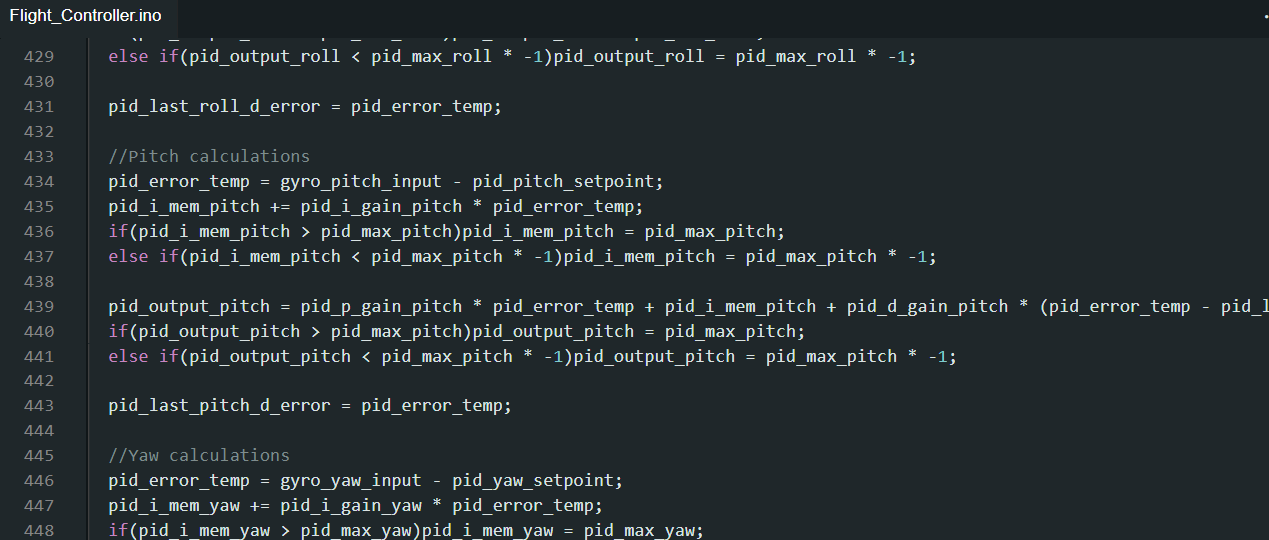 Flight_Controller.ino
429 else if(pid_output_roll < pid_max_roll * -1)pid_output_roll = pid_max_roll * -1;
430
431 pid_last_roll_d_error = pid_error_temp;
432
433 //Pitch calculations
434 pid_error_temp = gyro_pitch_input - pid_pitch_setpoint;
435 pid_i_mem_pitch += pid_i_gain_pitch * pid_error_temp;
436 if(pid_i_mem_pitch > pid_max_pitch)pid_i_mem_pitch = pid_max_pitch;
437 else if(pid_i_mem_pitch < pid_max_pitch * -1)pid_i_mem_pitch = pid_max_pitch * -1;
438
439 pid_output_pitch = pid_p_gain_pitch * pid_error_temp + pid_i_mem_pitch + pid_d_gain_pitch * (pid_error_temp - pid_l
440 if(pid_output_pitch > pid_max_pitch)pid_output_pitch = pid_max_pitch;
441 else if(pid_output_pitch < pid_max_pitch * -1)pid_output_pitch = pid_max_pitch * -1;
442
443 pid_last_pitch_d_error = pid_error_temp;
444
445 //Yaw calculations
446 pid_error_temp = gyro_yaw_input - pid_yaw_setpoint;
447 pid_i_mem_yaw += pid_i_gain_yaw * pid_error_temp;
448 if(pid_i_mem_yaw > pid_max_yaw)pid_i_mem_yaw = pid_max_yaw;